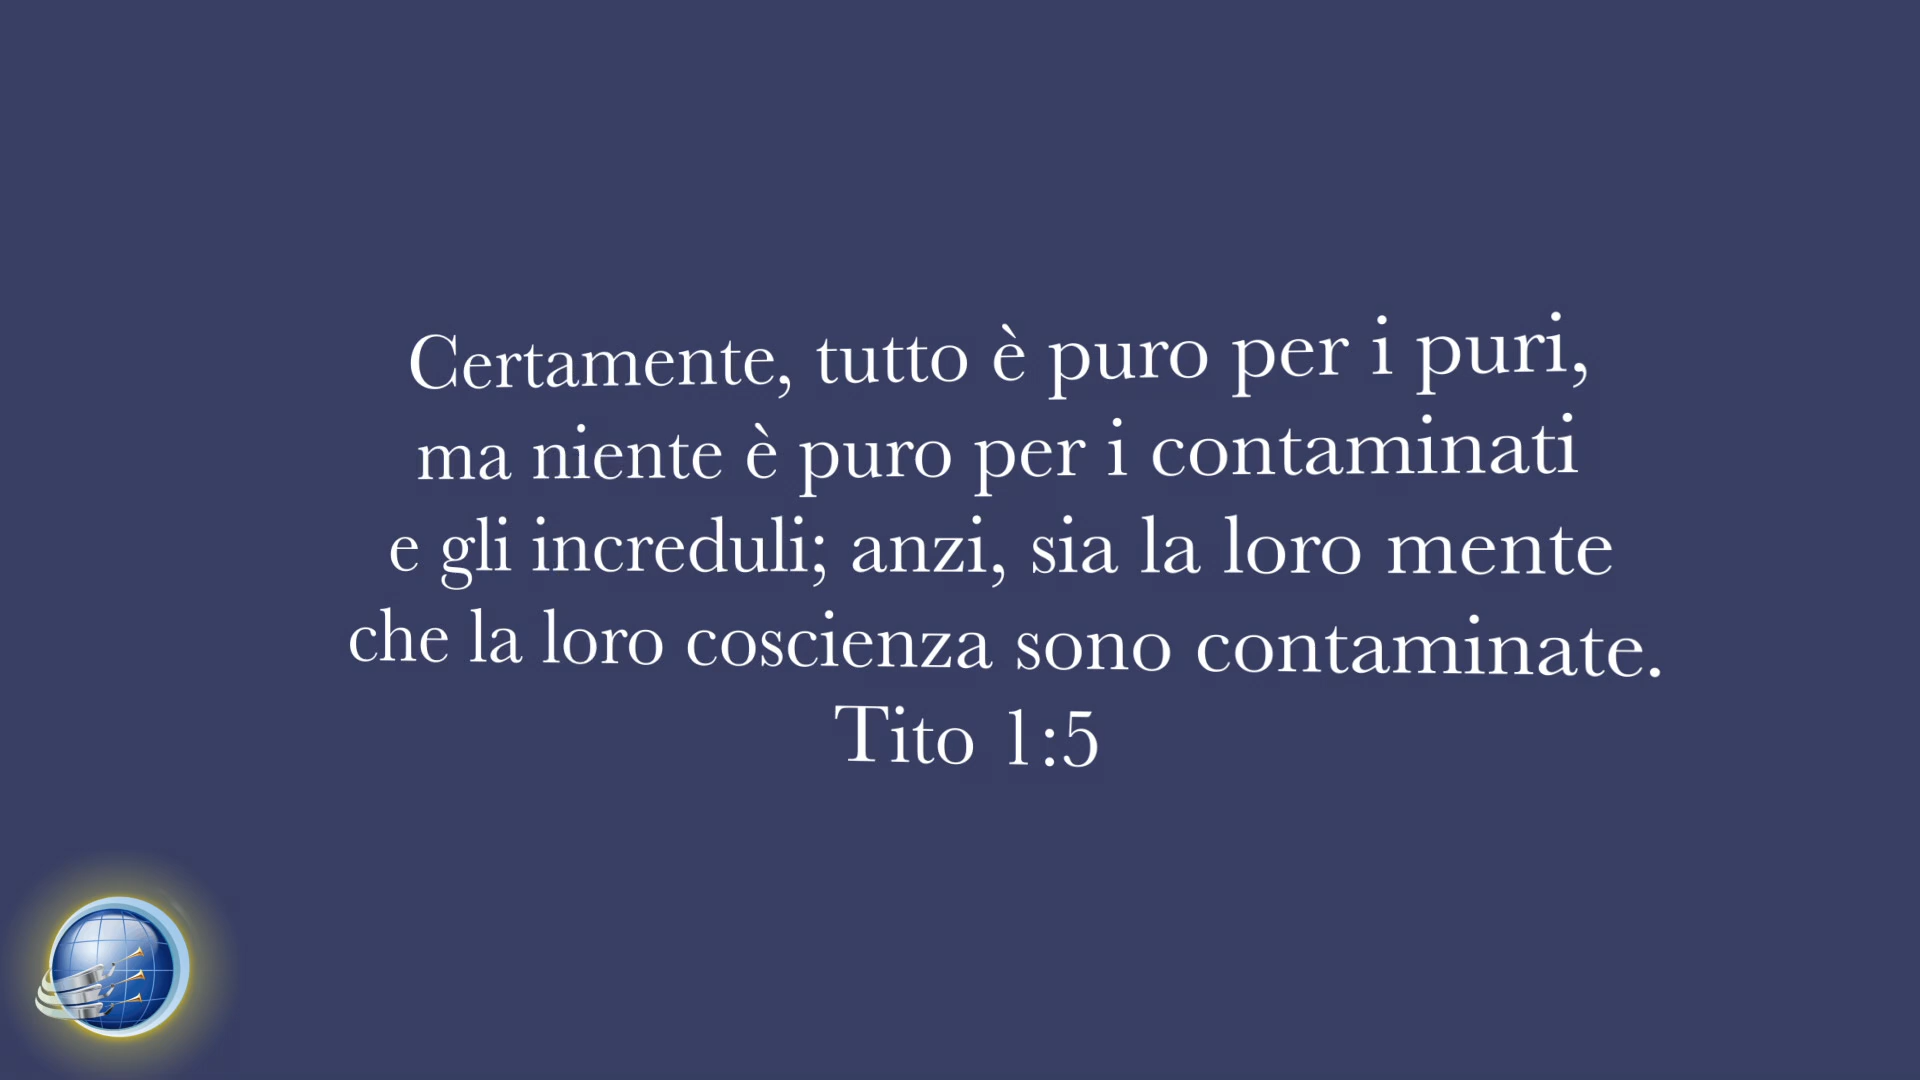 Certamente, tutto è puro per i puri,
ma niente è puro per i contaminati
e gli increduli; anzi, sia la loro mente
che la loro coscienza sono contaminate.
Tito 1:5